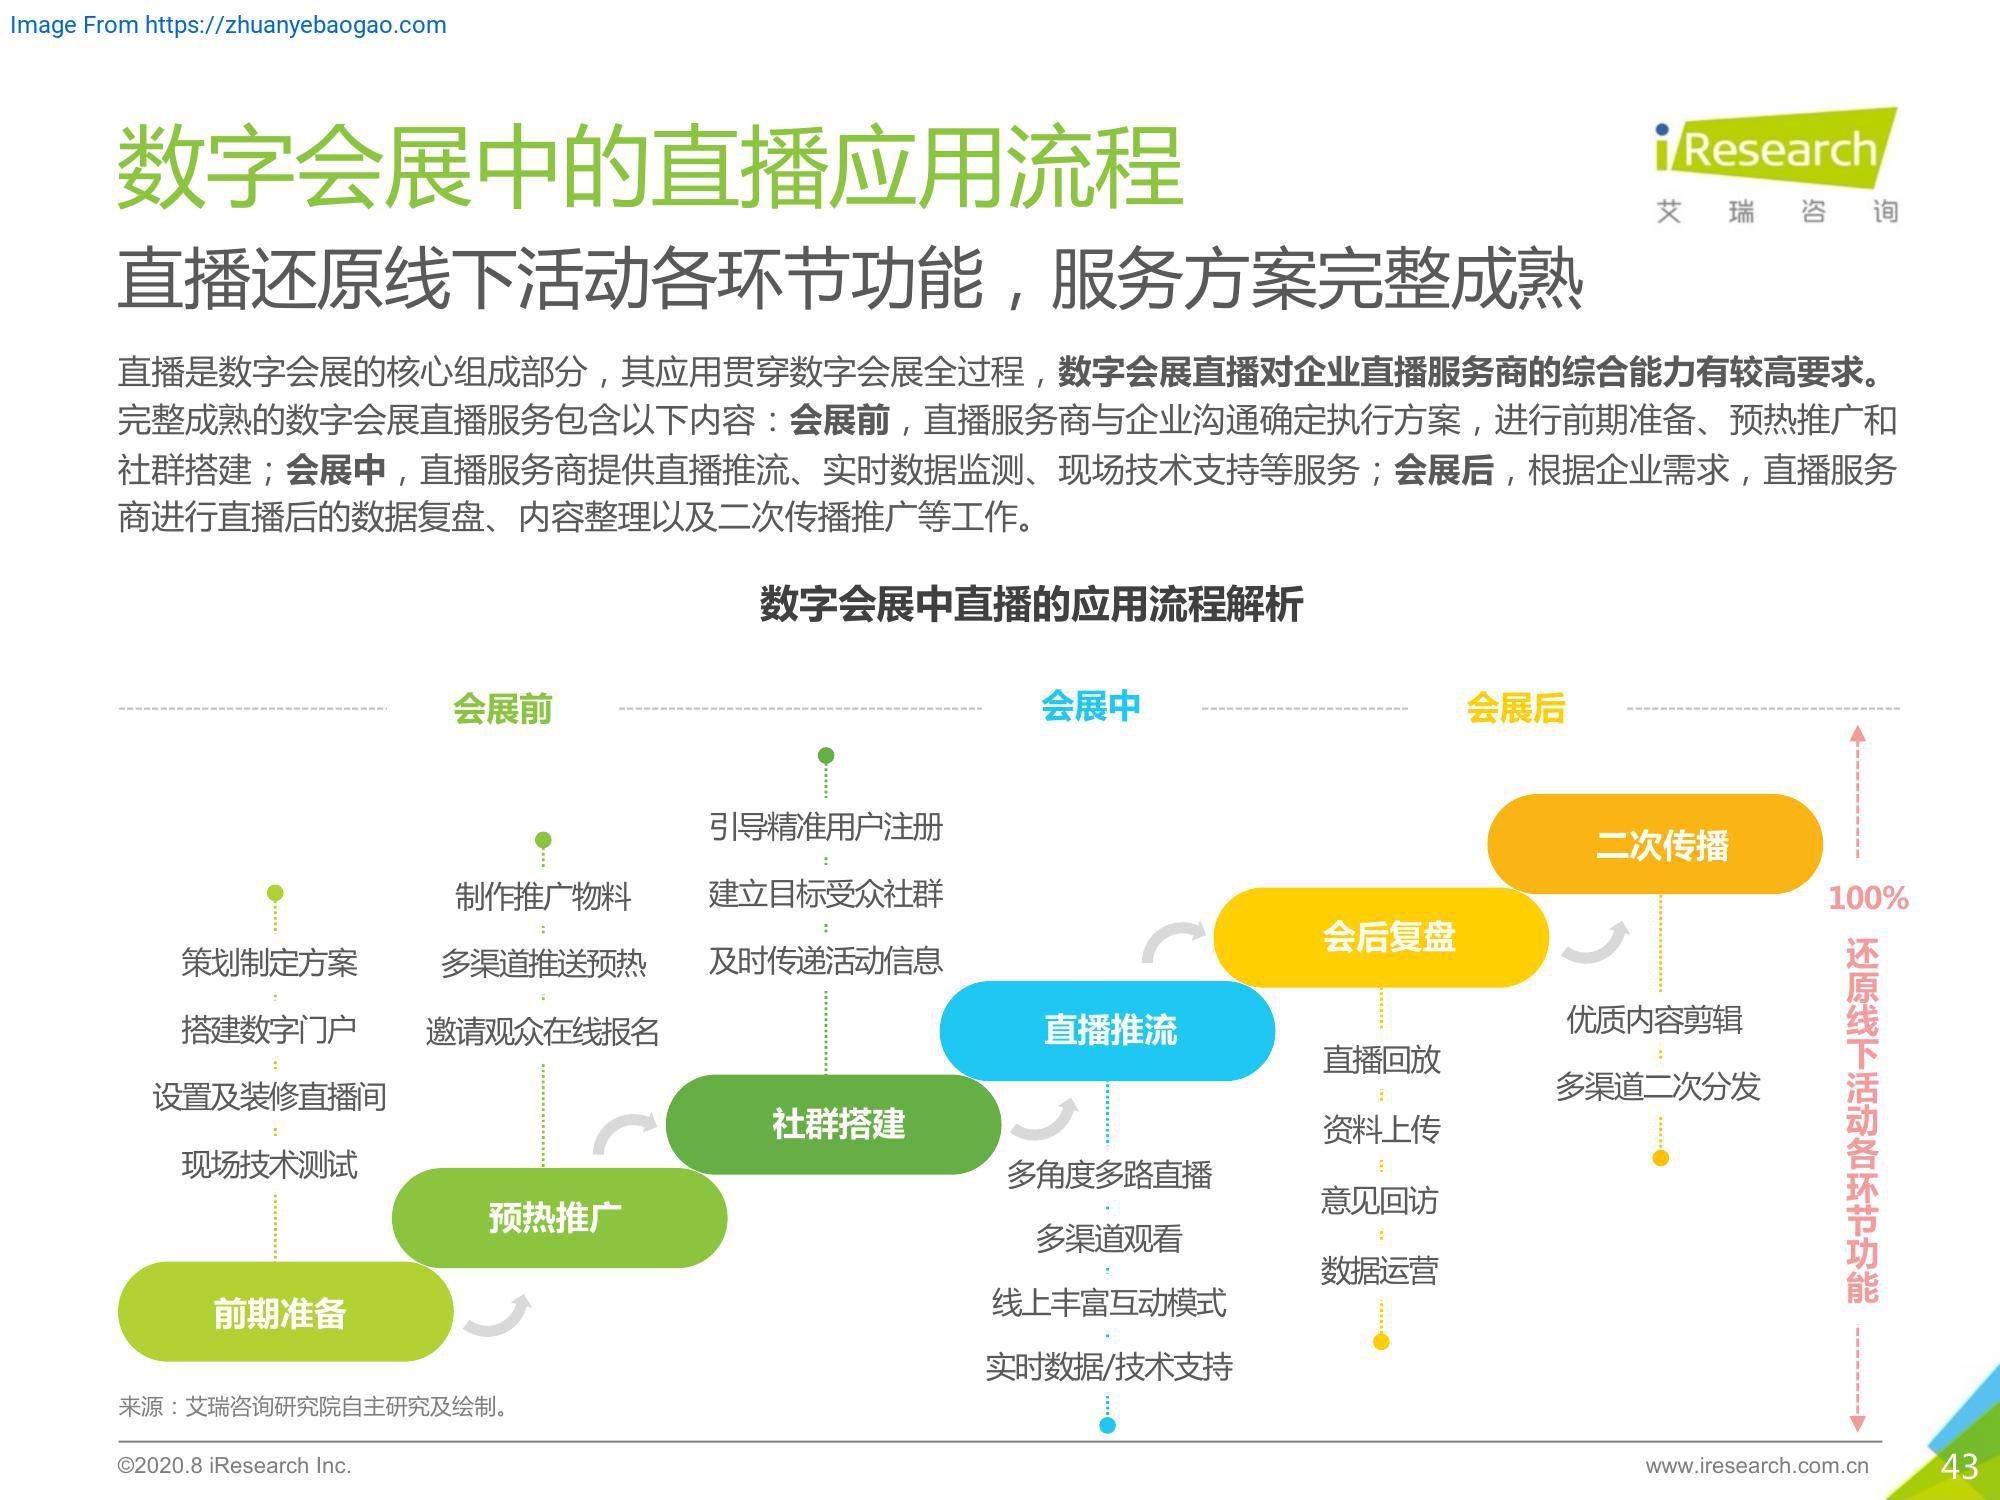 Image From https://zhuanyebaogao.com
数字会展中的直播应用流程
iResearch
艾瑞咨询
直播还原线下活动各环节功能，服务方案完整成熟
直播是数字会展的核心组成部分，其应用贯穿数字会展全过程，数字会展直播对企业直播服务商的综合能力有较高要求。
完整成熟的数字会展直播服务包含以下内容：会展前，直播服务商与企业沟通确定执行方案，进行前期准备、预热推广和
社群搭建；会展中，直播服务商提供直播推流、实时数据监测、现场技术支持等服务；会展后，根据企业需求，直播服务
商进行直播后的数据复盘、内容整理以及二次传播推广等工作。
数字会展中直播的应用流程解析
会展前
会展中
会展后
策划制定方案
搭建数字门户
设置及装修直播间
现场技术测试
前期准备
制作推广物料
多渠道推送预热
邀请观众在线报名
预热推广
引导精准用户注册
建立目标受众社群
及时传递活动信息
社群搭建
直播推流
多角度多路直播
多渠道观看
线上丰富互动模式
实时数据/技术支持
会后复盘
直播回放
资料上传
意见回访
数据运营
二次传播
优质内容剪辑
多渠道二次分发
100%
还原线下活动各环节功能
来源：艾瑞咨询研究院自主研究及绘制。
©2020.8 iResearch Inc.
www.iresearch.com.cn
43